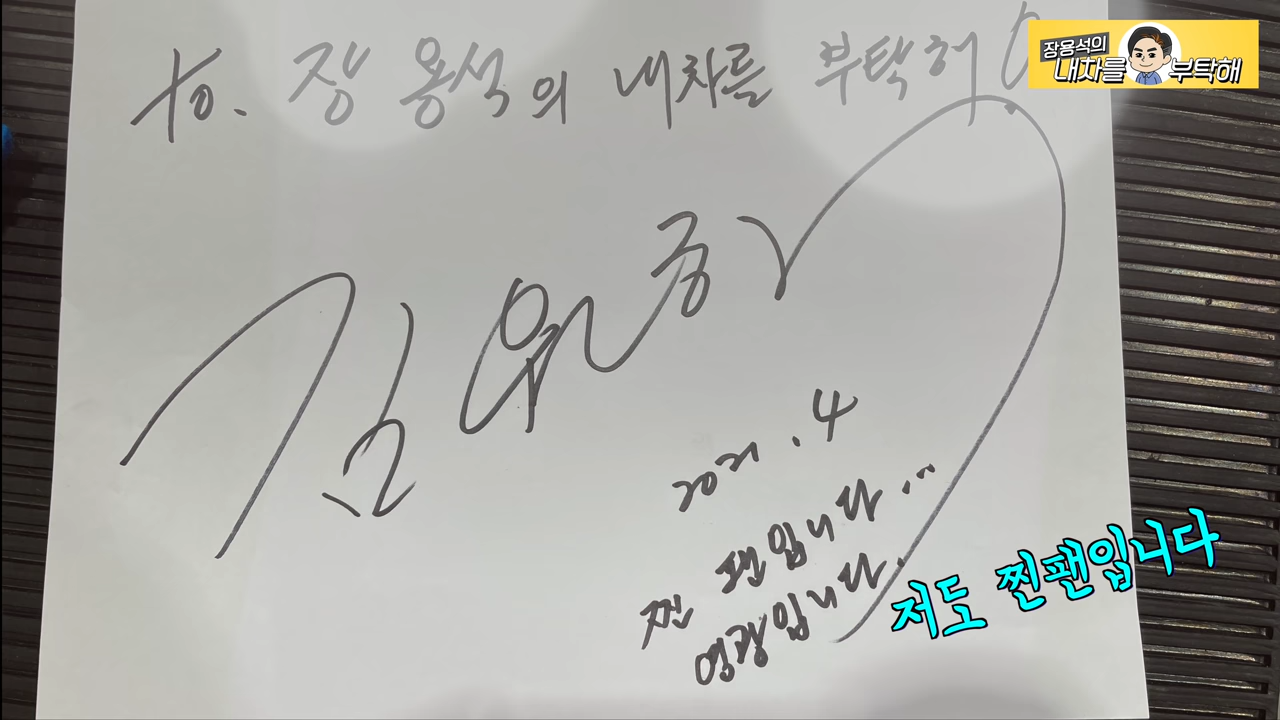 to. 장 용석의 내차를 부탁해
장용석의
내차를 부탁해
김
2021.4
찐 팬입니다...
영광입니다.
저도 찐팬입니다